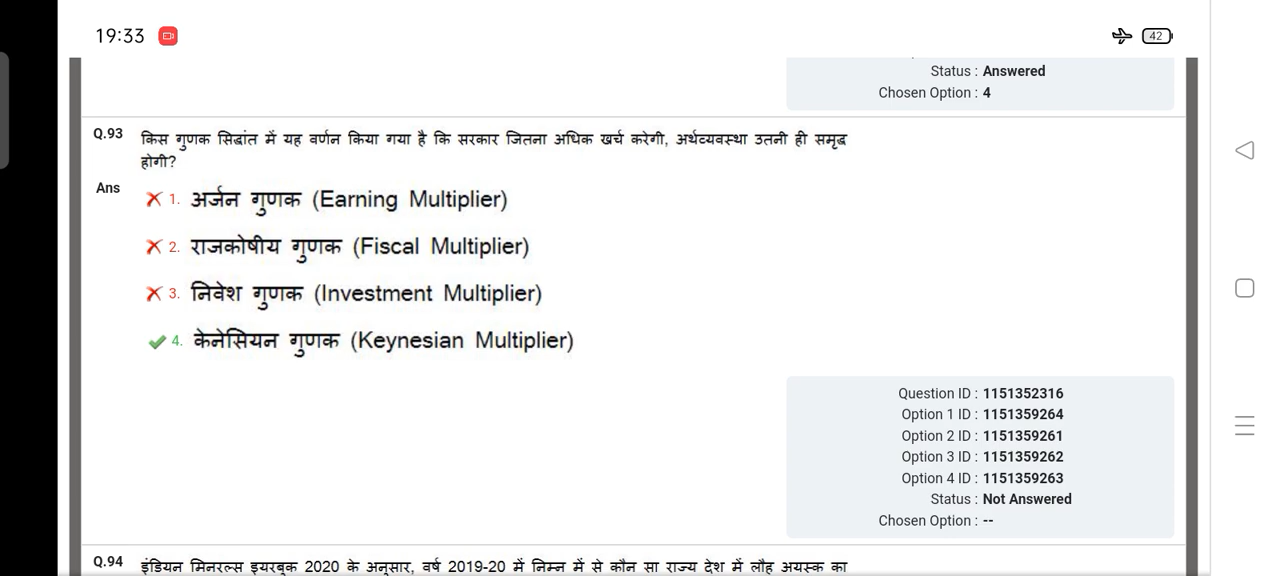 19:33
42
Status : Answered
Chosen Option : 4
Q.93 किस गुणक सिद्धांत में यह वर्णन किया गया है कि सरकार जितना अधिक खर्च करेगी, अर्थव्यवस्था उतनी ही समृद्ध
होगी?
Ans
1. अर्जन गुणक (Earning Multiplier)
2. राजकोषीय गुणक (Fiscal Multiplier)
3. निवेश गुणक (Investment Multiplier)
4. केनेसियन गुणक (Keynesian Multiplier)
Question ID : 1151352316
Option 1 ID : 1151359264
Option 2 ID : 1151359261
Option 3 ID : 1151359262
Option 4 ID : 1151359263
Status : Not Answered
Chosen Option : --
Q.94 इंडियन मिनरल्स इयरबुक 2020 के अनुसार, वर्ष 2019-20 में निम्न में से कौन सा राज्य देश में लौह अयस्क का